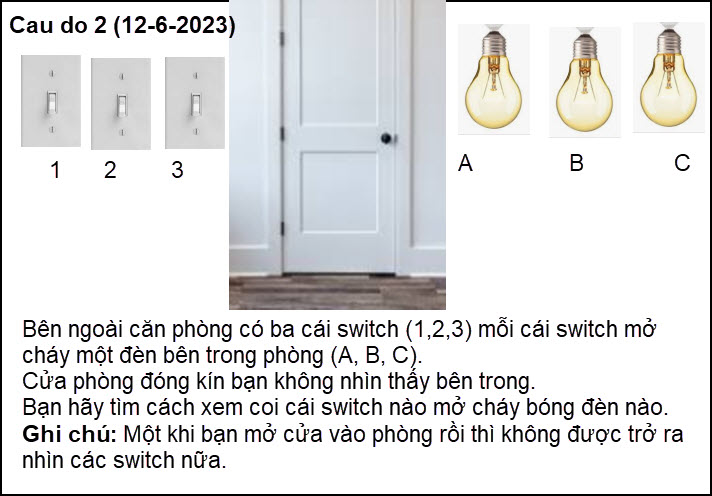 Cau do 2 (12-6-2023)
1 2 3
A B C
Bên ngoài căn phòng có ba cái switch (1,2,3) mỗi cái switch mở
cháy một đèn bên trong phòng (A, B, C).
Cửa phòng đóng kín bạn không nhìn thấy bên trong.
Bạn hãy tìm cách xem coi cái switch nào mở cháy bóng đèn nào.
Ghi chú: Một khi bạn mở cửa vào phòng rồi thì không được trở ra
nhìn các switch nữa.